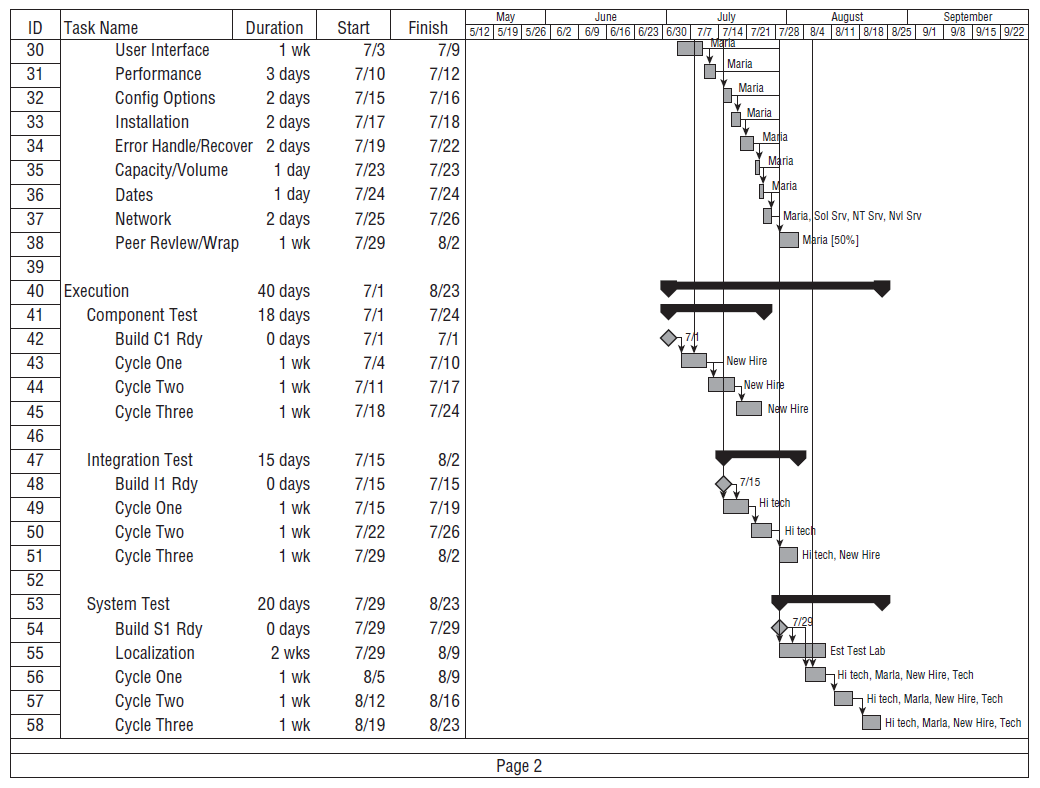 May June July August September
ID Task Name Duration Start Finish 5/12 5/19 5/26 6/2 6/9 6/16 6/23 6/30 7/7 7/14 7/21 7/28 8/4 8/11 8/18 8/25 9/1 9/8 9/15 9/22
30 User Interface 1 wk 7/3 7/9 Marla
31 Performance 3 days 7/10 7/12 Maria
32 Config Options 2 days 7/15 7/16 Maria
33 Installation 2 days 7/17 7/18 Maria
34 Error Handle/Recover 2 days 7/19 7/22 Maria
35 Capacity/Volume 1 day 7/23 7/23 Maria
36 Dates 1 day 7/24 7/24 Maria
37 Network 2 days 7/25 7/26 Maria, Sol Srv, NT Srv, Nvl Srv
38 Peer Revlew/Wrap 1 wk 7/29 8/2 Maria [50%]
39
40 Execution 40 days 7/1 8/23
41 Component Test 18 days 7/1 7/24
42 Build C1 Rdy 0 days 7/1 7/1 7/1
43 Cycle One 1 wk 7/4 7/10 New Hire
44 Cycle Two 1 wk 7/11 7/17 New Hire
45 Cycle Three 1 wk 7/18 7/24 New Hire
46
47 Integration Test 15 days 7/15 8/2
48 Build I1 Rdy 0 days 7/15 7/15 7/15
49 Cycle One 1 wk 7/15 7/19 Hi tech
50 Cycle Two 1 wk 7/22 7/26 Hi tech
51 Cycle Three 1 wk 7/29 8/2 Hi tech, New Hire
52
53 System Test 20 days 7/29 8/23
54 Build S1 Rdy 0 days 7/29 7/29 7/29
55 Localization 2 wks 7/29 8/9 Est Test Lab
56 Cycle One 1 wk 8/5 8/9 Hi tech, Marla, New Hire, Tech
57 Cycle Two 1 wk 8/12 8/16 Hi tech, Marla, New Hire, Tech
58 Cycle Three 1 wk 8/19 8/23 Hi tech, Marla, New Hire, Tech
Page 2